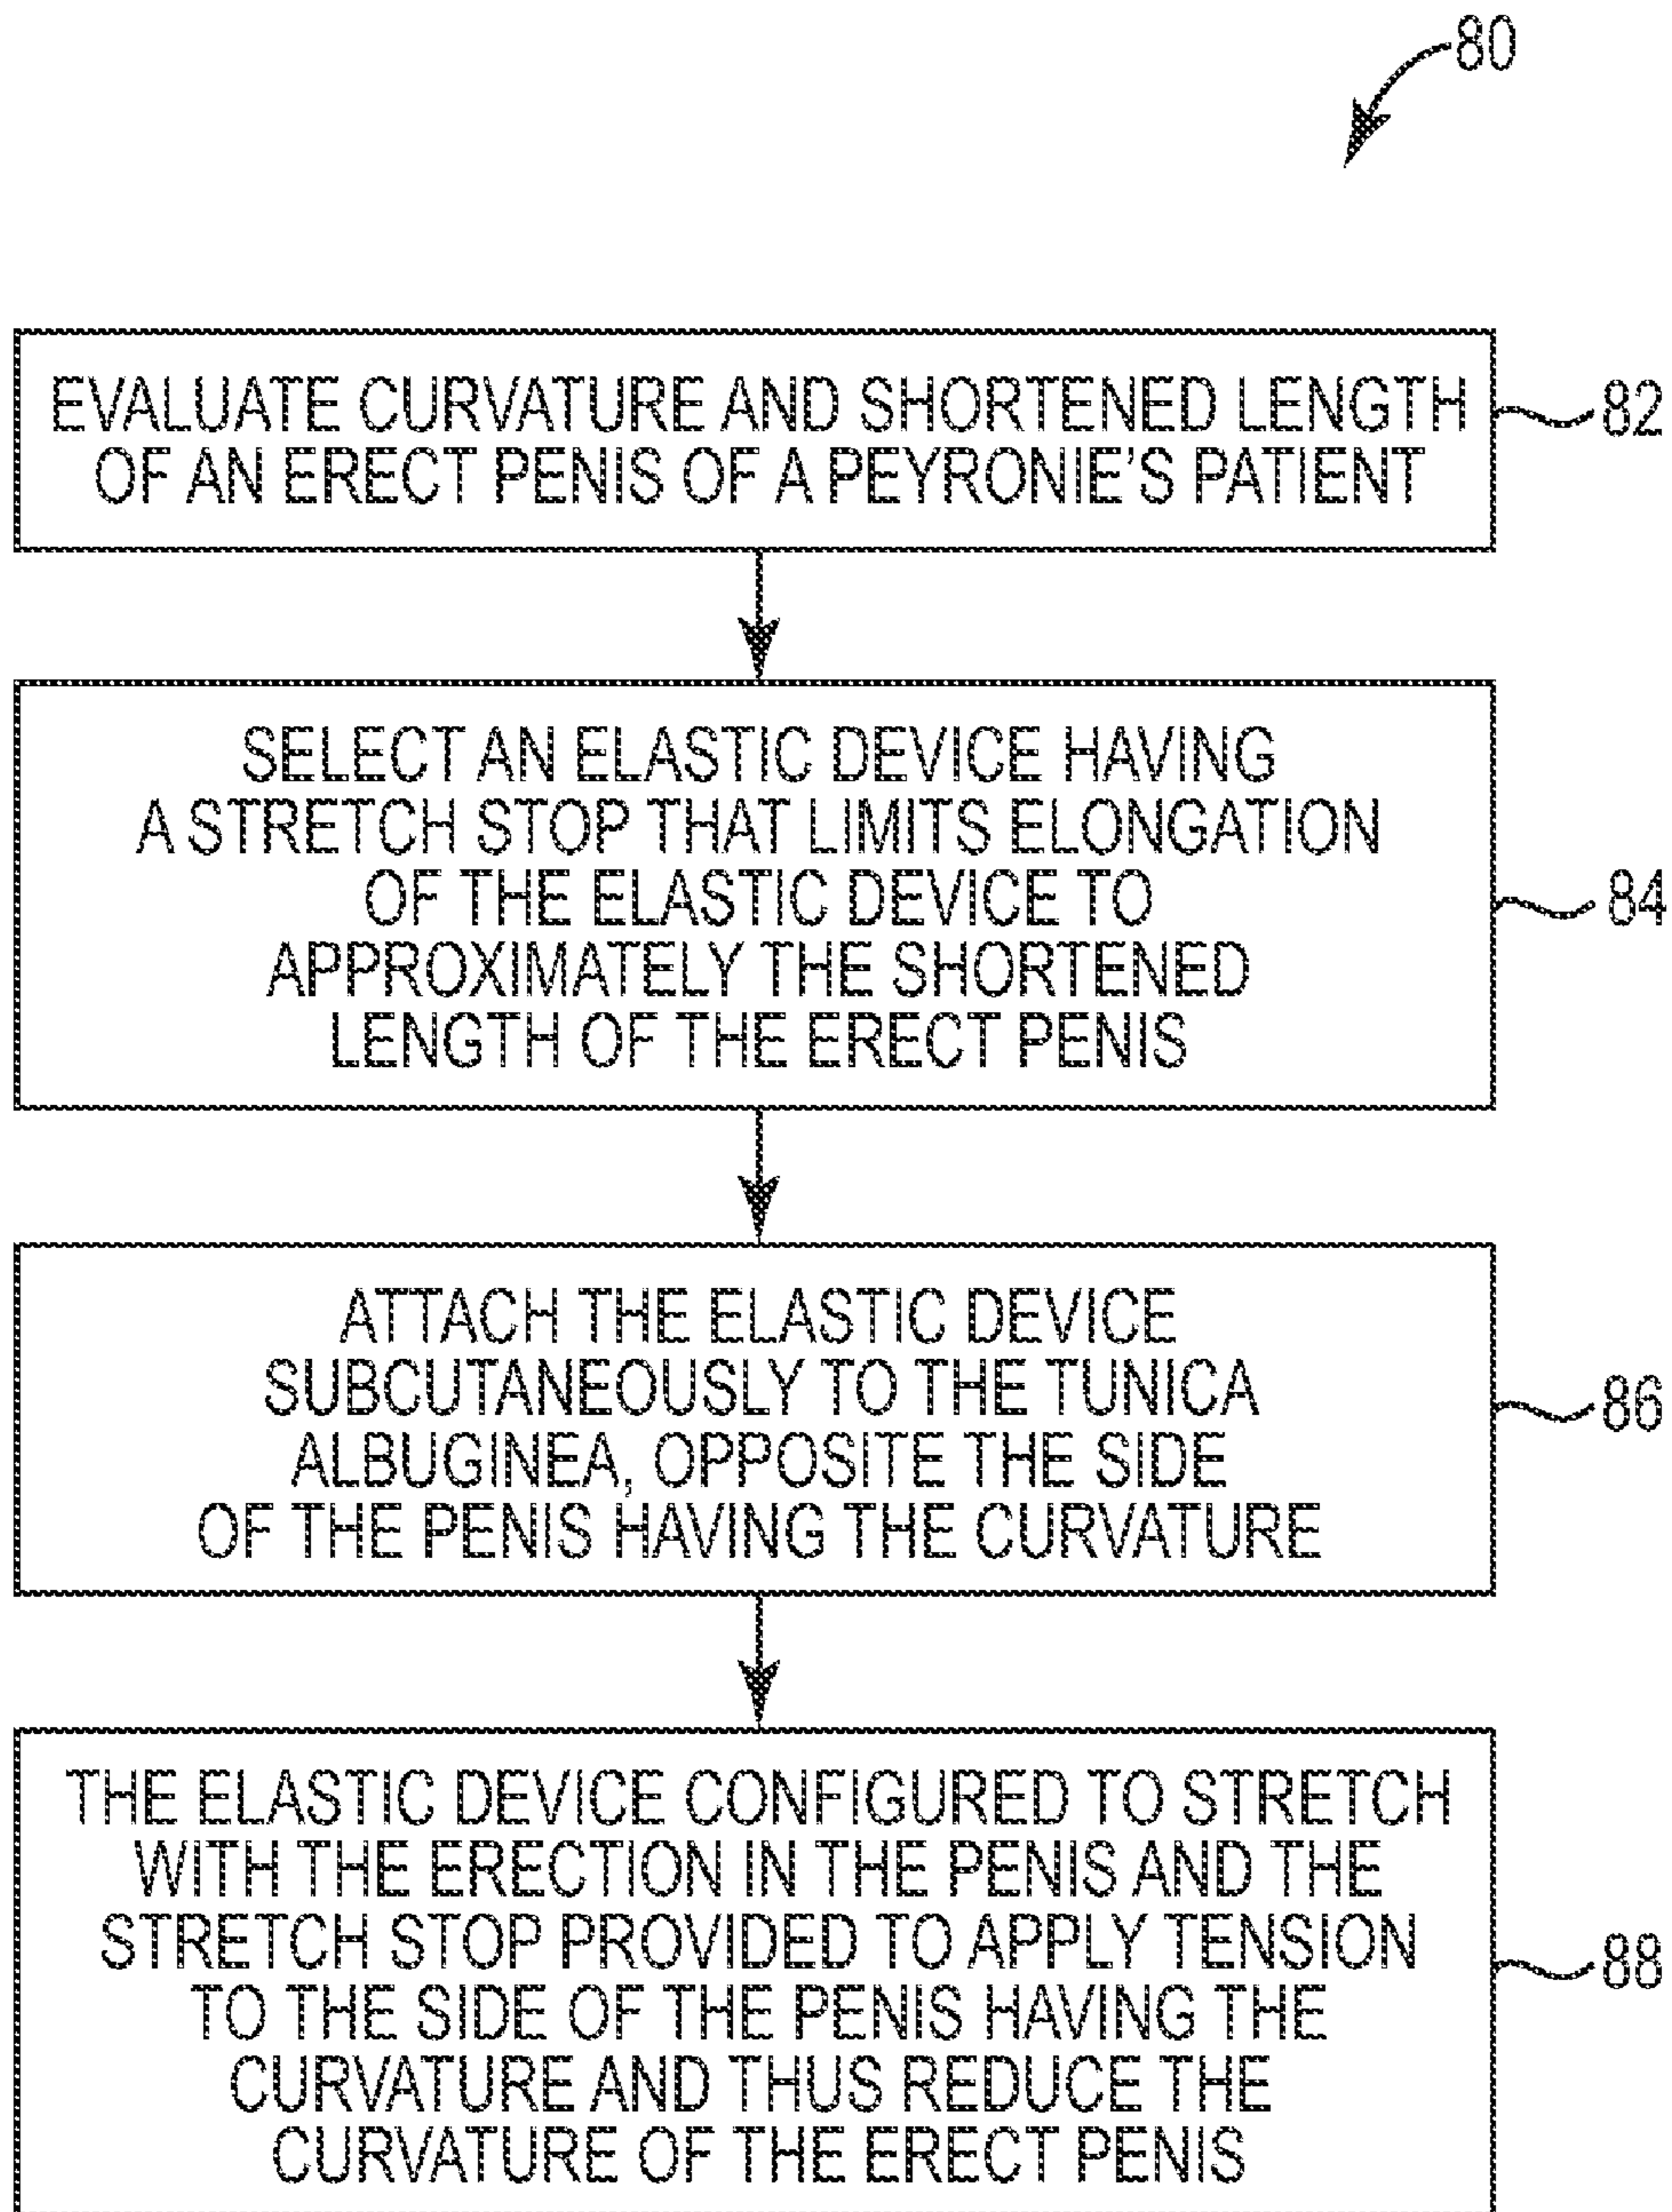 80
EVALUATE CURVATURE AND SHORTENED LENGTH
OF AN ERECT PENIS OF A PEYRONIE'S PATIENT
82
SELECT AN ELASTIC DEVICE HAVING
A STRETCH STOP THAT LIMITS ELONGATION
OF THE ELASTIC DEVICE TO
APPROXIMATELY THE SHORTENED
LENGTH OF THE ERECT PENIS
84
ATTACH THE ELASTIC DEVICE
SUBCUTANEOUSLY TO THE TUNICA
ALBUGINEA, OPPOSITE THE SIDE
OF THE PENIS HAVING THE CURVATURE
86
THE ELASTIC DEVICE CONFIGURED TO STRETCH
WITH THE ERECTION IN THE PENIS AND THE
STRETCH STOP PROVIDED TO APPLY TENSION
TO THE SIDE OF THE PENIS HAVING THE
CURVATURE AND THUS REDUCE THE
CURVATURE OF THE ERECT PENIS
88